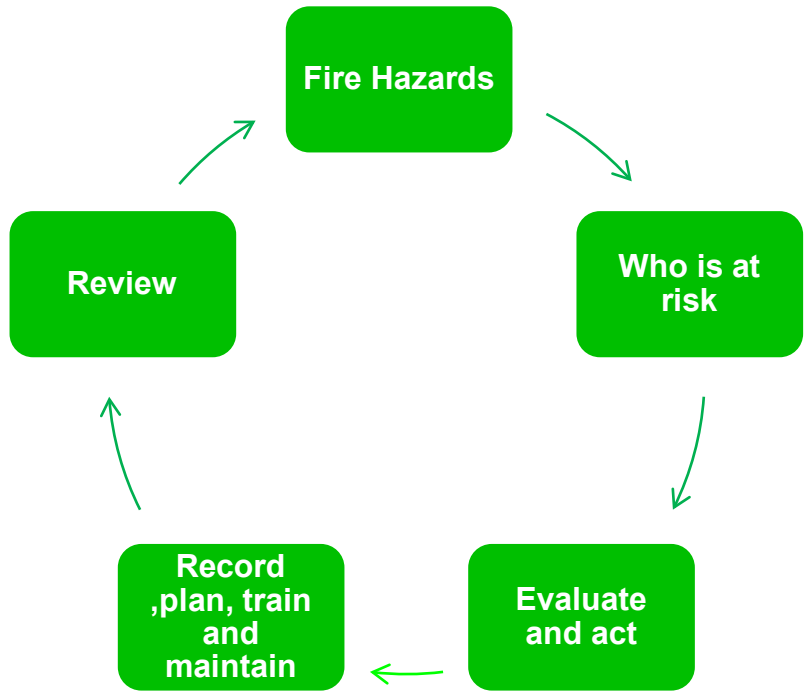 Fire Hazards
Who is at
risk
Evaluate
and act
Record
,plan, train
and
maintain
Review